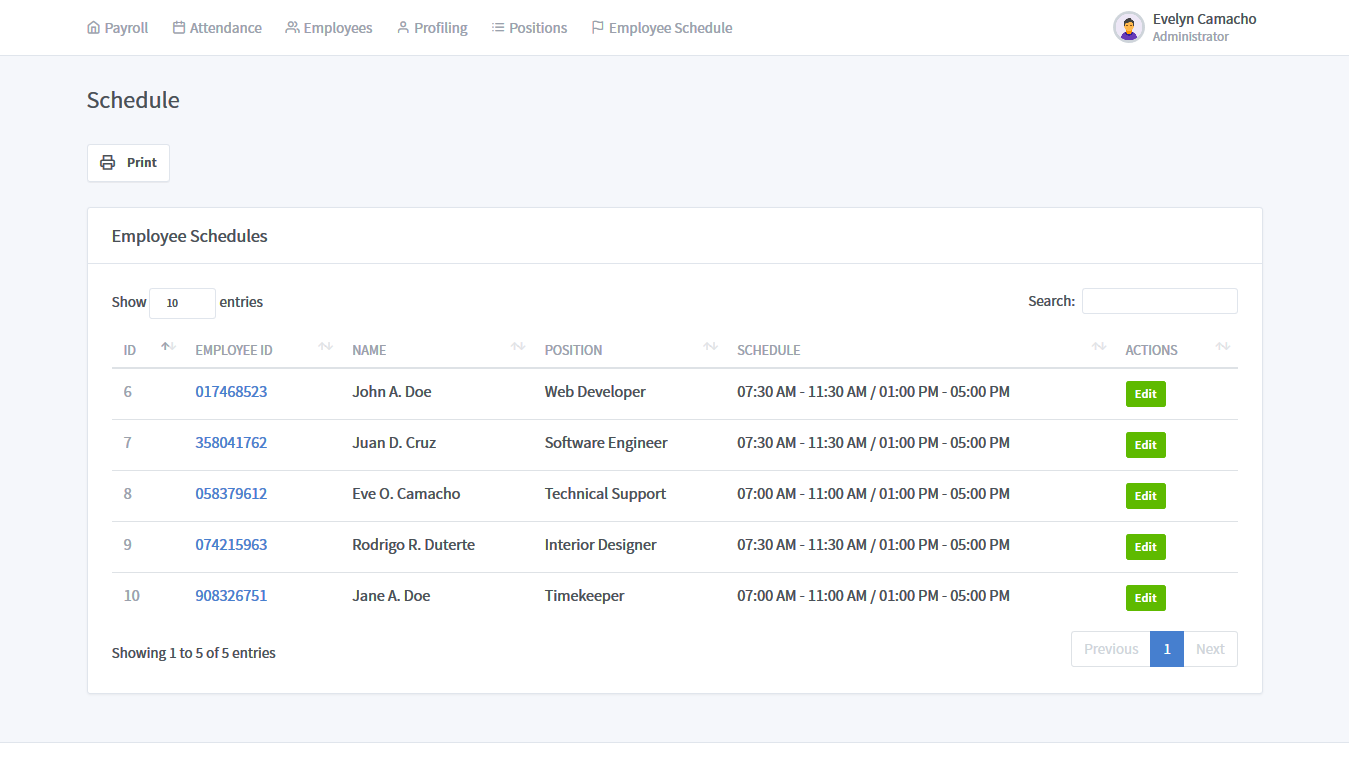 Payroll Attendance Employees Profiling Positions Employee Schedule
Evelyn Camacho
Administrator
Schedule
Print
Employee Schedules
Show 10 entries Search:
ID EMPLOYEE ID NAME POSITION SCHEDULE ACTIONS
6 017468523 John A. Doe Web Developer 07:30 AM - 11:30 AM / 01:00 PM - 05:00 PM Edit
7 358041762 Juan D. Cruz Software Engineer 07:30 AM - 11:30 AM / 01:00 PM - 05:00 PM Edit
8 058379612 Eve O. Camacho Technical Support 07:00 AM - 11:00 AM / 01:00 PM - 05:00 PM Edit
9 074215963 Rodrigo R. Duterte Interior Designer 07:30 AM - 11:30 AM / 01:00 PM - 05:00 PM Edit
10 908326751 Jane A. Doe Timekeeper 07:00 AM - 11:00 AM / 01:00 PM - 05:00 PM Edit
Showing 1 to 5 of 5 entries Previous 1 Next